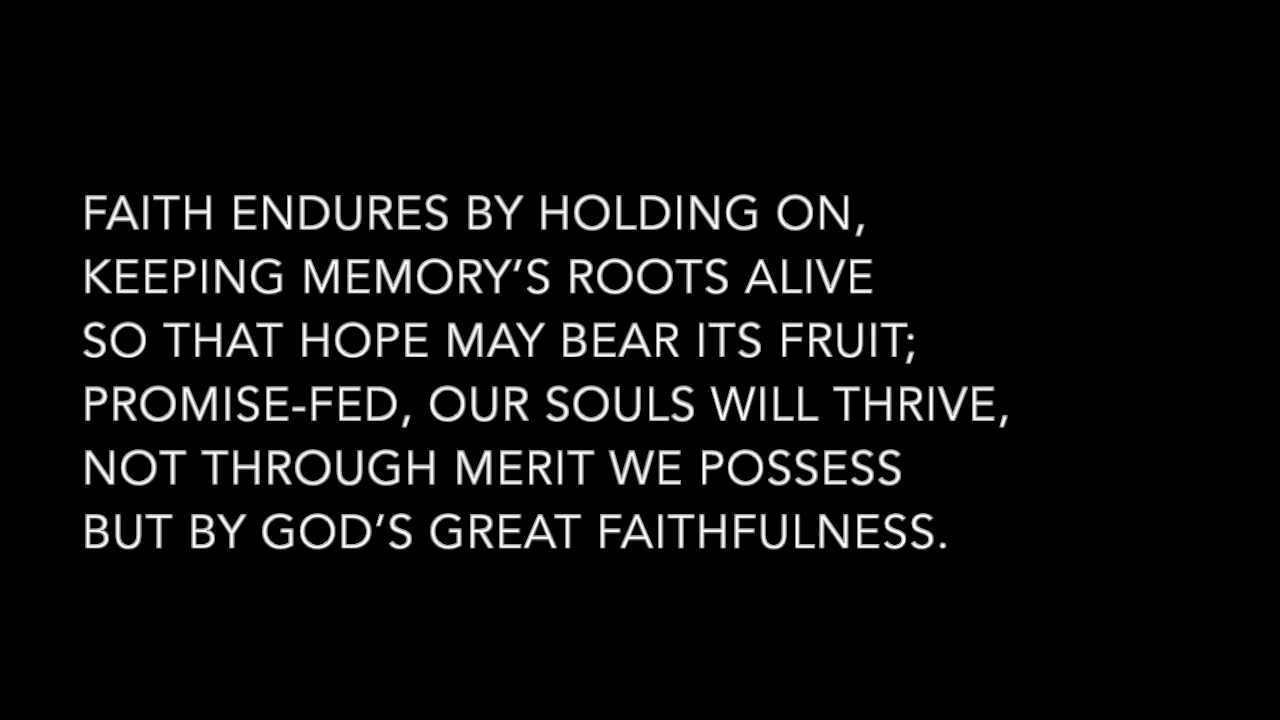 FAITH ENDURES BY HOLDING ON,
KEEPING MEMORY’S ROOTS ALIVE
SO THAT HOPE MAY BEAR ITS FRUIT;
PROMISE-FED, OUR SOULS WILL THRIVE,
NOT THROUGH MERIT WE POSSESS
BUT BY GOD’S GREAT FAITHFULNESS.